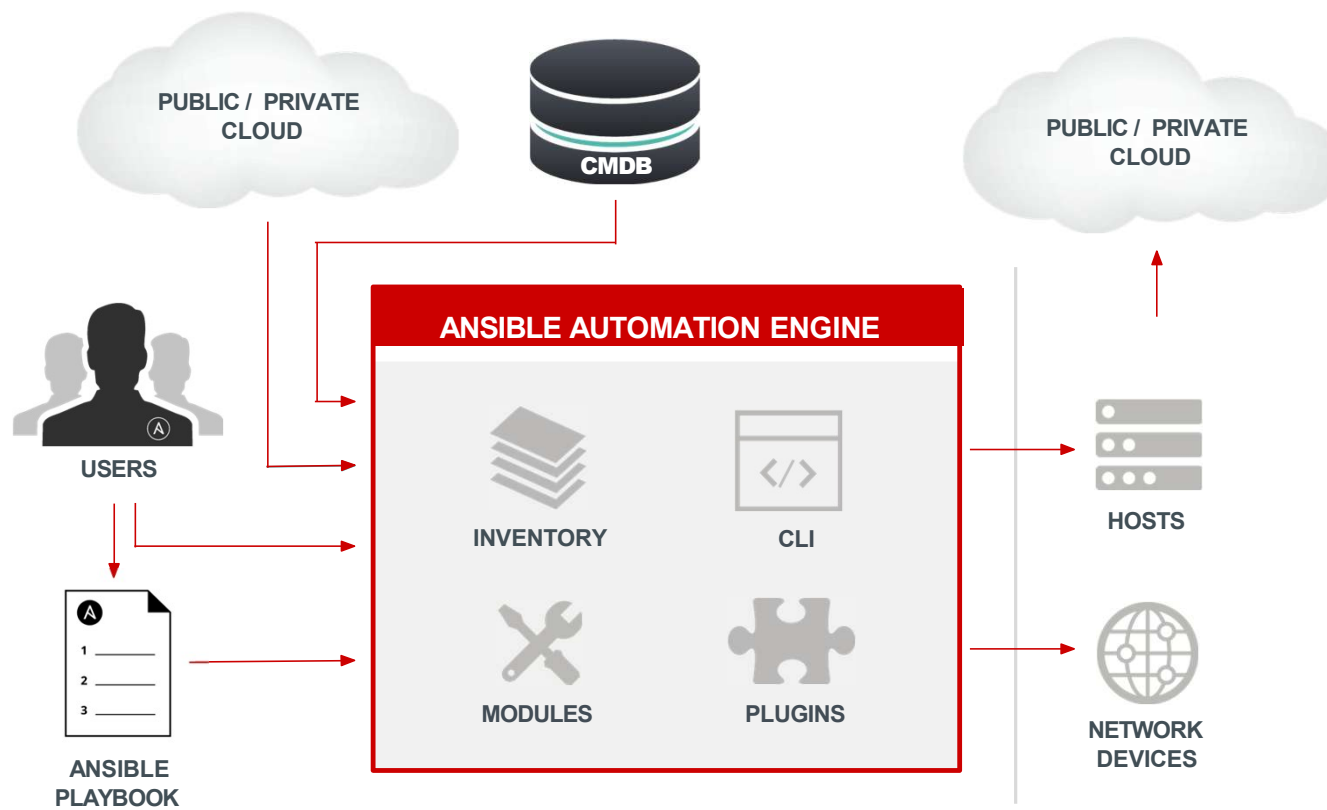 PUBLIC / PRIVATE
CLOUD
CMDB
PUBLIC / PRIVATE
CLOUD
ANSIBLE AUTOMATION ENGINE
USERS
A
INVENTORY
CLI
</>
HOSTS
A
1
2
3
MODULES
PLUGINS
NETWORK
DEVICES
ANSIBLE
PLAYBOOK